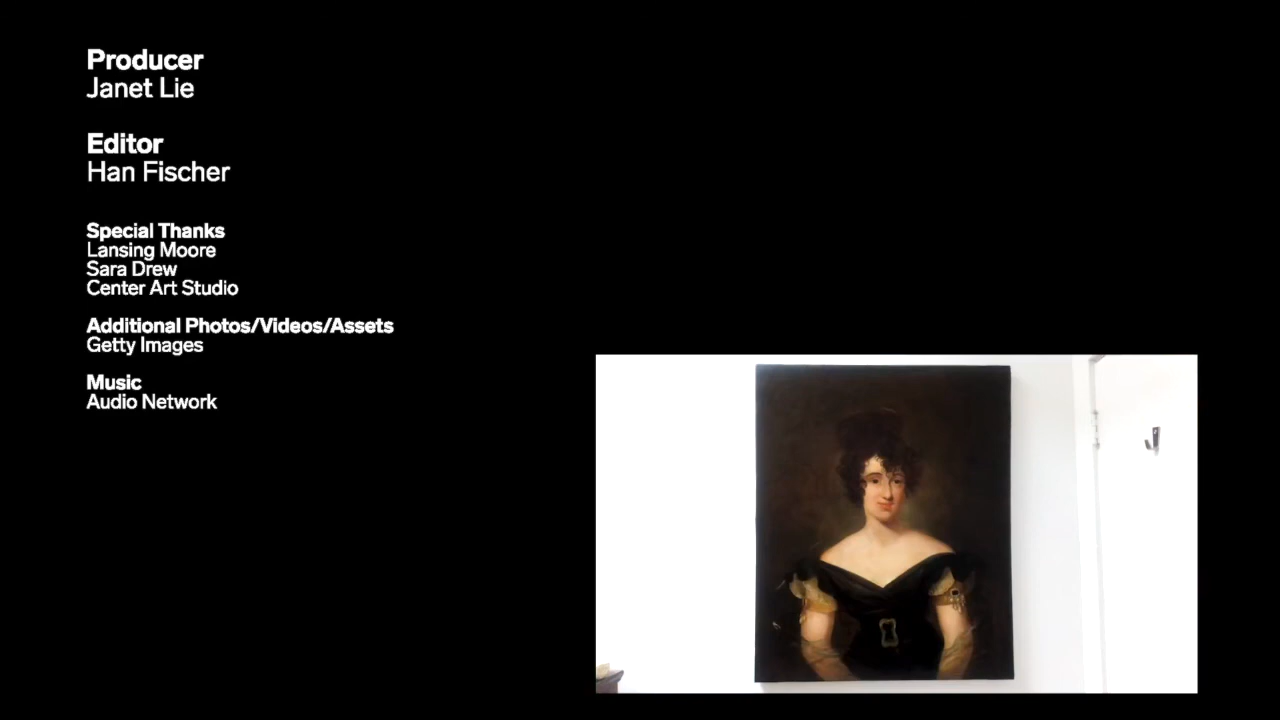 Producer
Janet Lie
Editor
Han Fischer
Special Thanks
Lansing Moore
Sara Drew
Center Art Studio
Additional Photos/Videos/Assets
Getty Images
Music
Audio Network